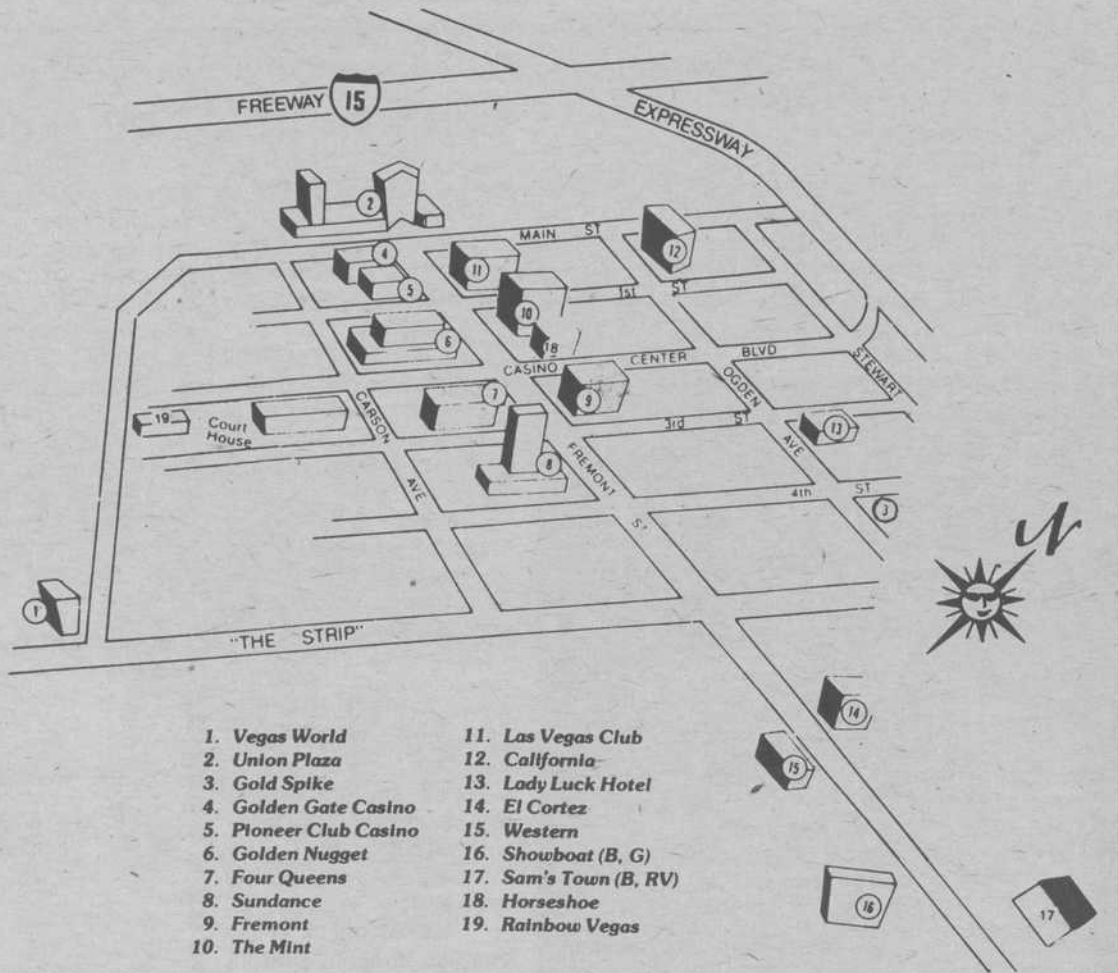 FREEWAY 15
EXPRESSWAY
2
MAIN ST
12
4
11
5
1st ST
10
18
6
CASINO CENTER BLVD
STEWART
7
9
OGDEN AVE
CARSON AVE
19
Court
House
3rd ST
13
8
FREMONT ST
4th ST
3
N
1
"THE STRIP"
14
15
16
17
1. Vegas World
2. Union Plaza
3. Gold Spike
4. Golden Gate Casino
5. Pioneer Club Casino
6. Golden Nugget
7. Four Queens
8. Sundance
9. Fremont
10. The Mint
11. Las Vegas Club
12. California
13. Lady Luck Hotel
14. El Cortez
15. Western
16. Showboat (B, G)
17. Sam's Town (B, RV)
18. Horseshoe
19. Rainbow Vegas